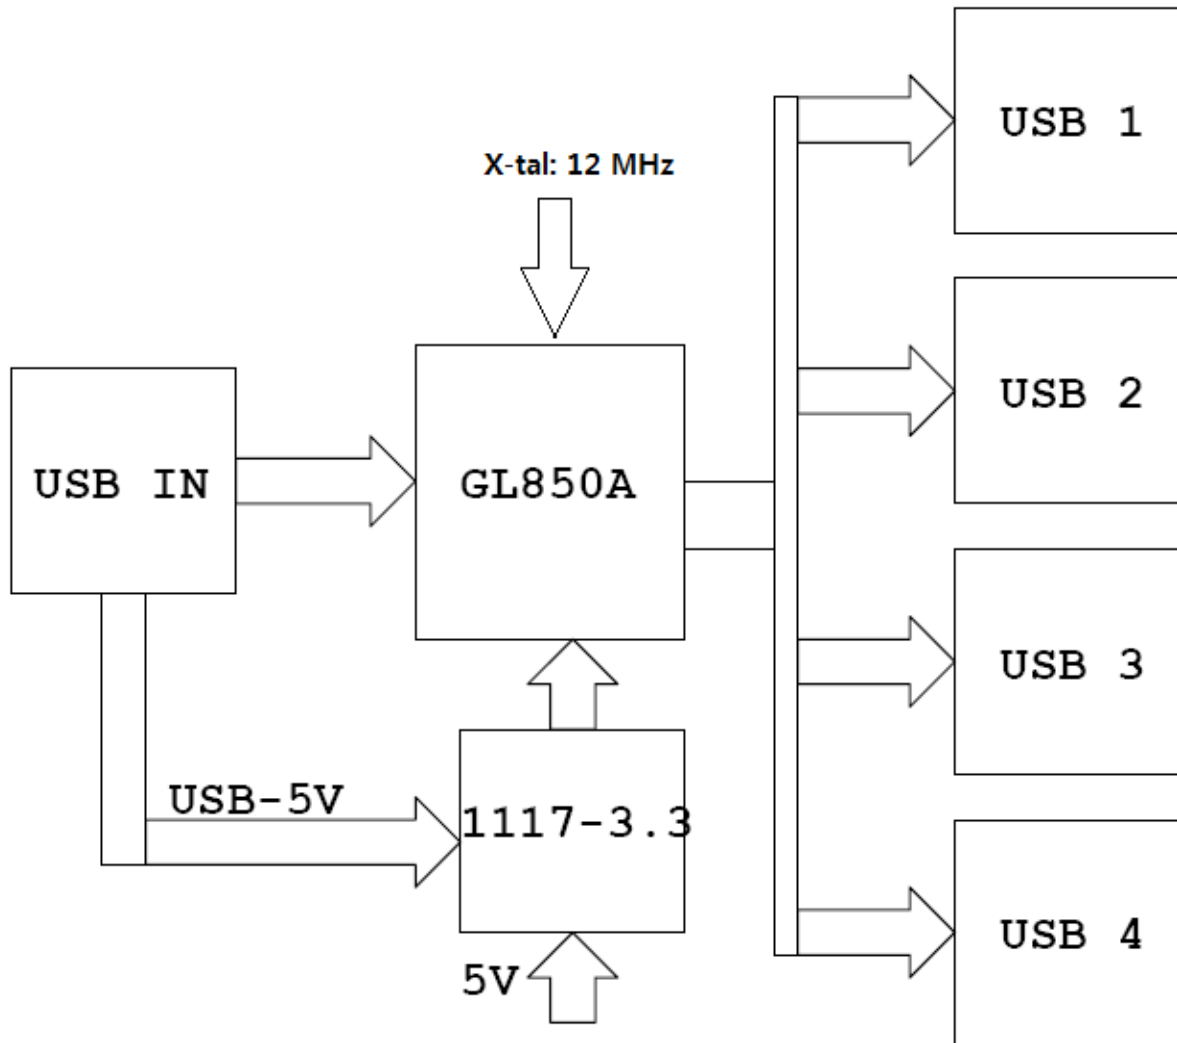 USB 1
X-tal: 12 MHz
USB 2
USB IN
GL850A
USB 3
USB-5V
1117-3.3
USB 4
5V